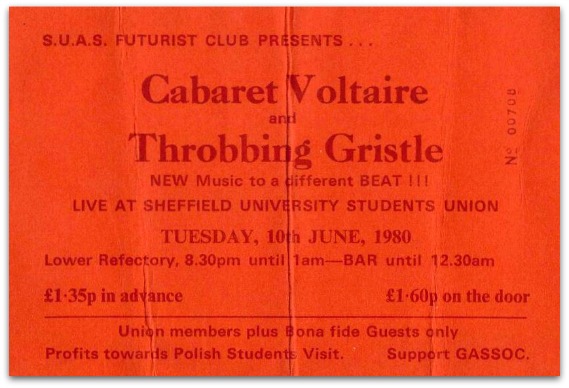 S.U.A.S. FUTURIST CLUB PRESENTS ...
Cabaret Voltaire
and
Throbbing Gristle
NEW Music to a different BEAT !!!
LIVE AT SHEFFIELD UNIVERSITY STUDENTS UNION
TUESDAY, 10th JUNE, 1980
Lower Refectory, 8.30pm until 1am—BAR until 12.30am
£1·35p in advance £1·60p on the door
Union members plus Bona fide Guests only
Profits towards Polish Students Visit. Support GASSOC.
Nº 00708